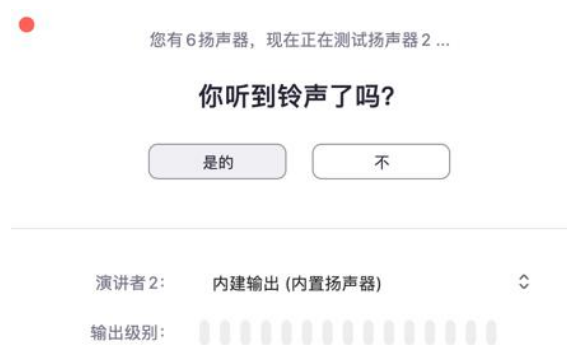 您有6扬声器，现在正在测试扬声器2 ...
你听到铃声了吗?
是的
不
演讲者2:
内建输出 (内置扬声器)
输出级别: